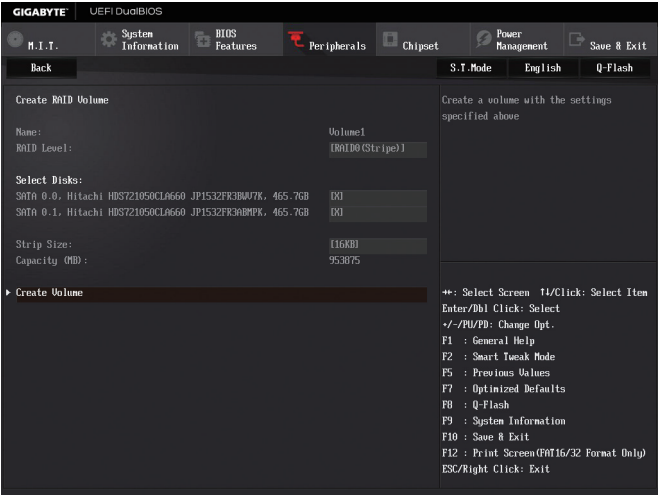 GIGABYTE™ UEFI DualBIOS
M.I.T. System Information BIOS Features Peripherals Chipset Power Management Save & Exit
Back S.T.Mode English Q-Flash
Create RAID Volume
Create a volume with the settings
specified above
Name: Volume1
RAID Level: [RAID0(Stripe)]
Select Disks:
SATA 0.0, Hitachi HDS721050CLA660 JP1532FR3BWV7K, 465.7GB [X]
SATA 0.1, Hitachi HDS721050CLA660 JP1532FR3ABMPK, 465.7GB [X]
Strip Size: [16KB]
Capacity (MB): 953875
Create Volume
→←: Select Screen ↑↓/Click: Select Item
Enter/Dbl Click: Select
+/-/PU/PD: Change Opt.
F1 : General Help
F2 : Smart Tweak Mode
F5 : Previous Values
F7 : Optimized Defaults
F8 : Q-Flash
F9 : System Information
F10 : Save & Exit
F12 : Print Screen(FAT16/32 Format Only)
ESC/Right Click: Exit